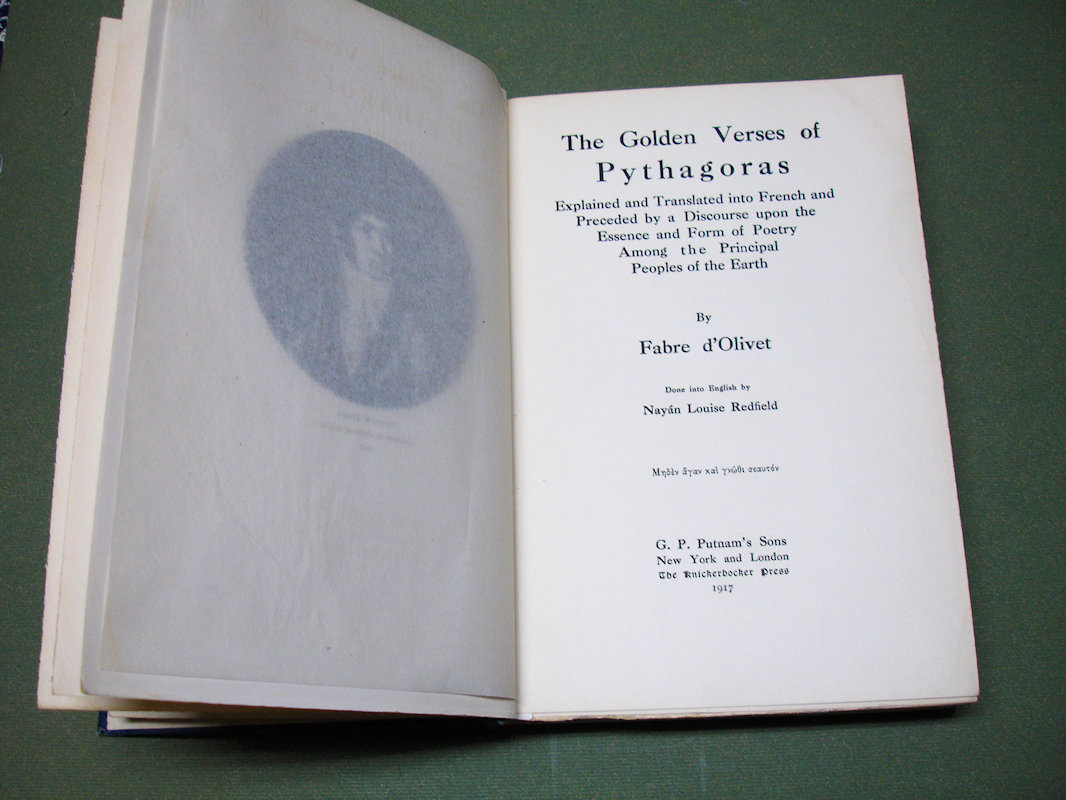 The Golden Verses of
Pythagoras
Explained and Translated into French and
Preceded by a Discourse upon the
Essence and Form of Poetry
Among the Principal
Peoples of the Earth
By
Fabre d'Olivet
Done into English by
Nayán Louise Redfield
Μηδὲν ἄγαν καὶ γνῶθι σεαυτόν
G. P. Putnam's Sons
New York and London
The Knickerbocker Press
1917